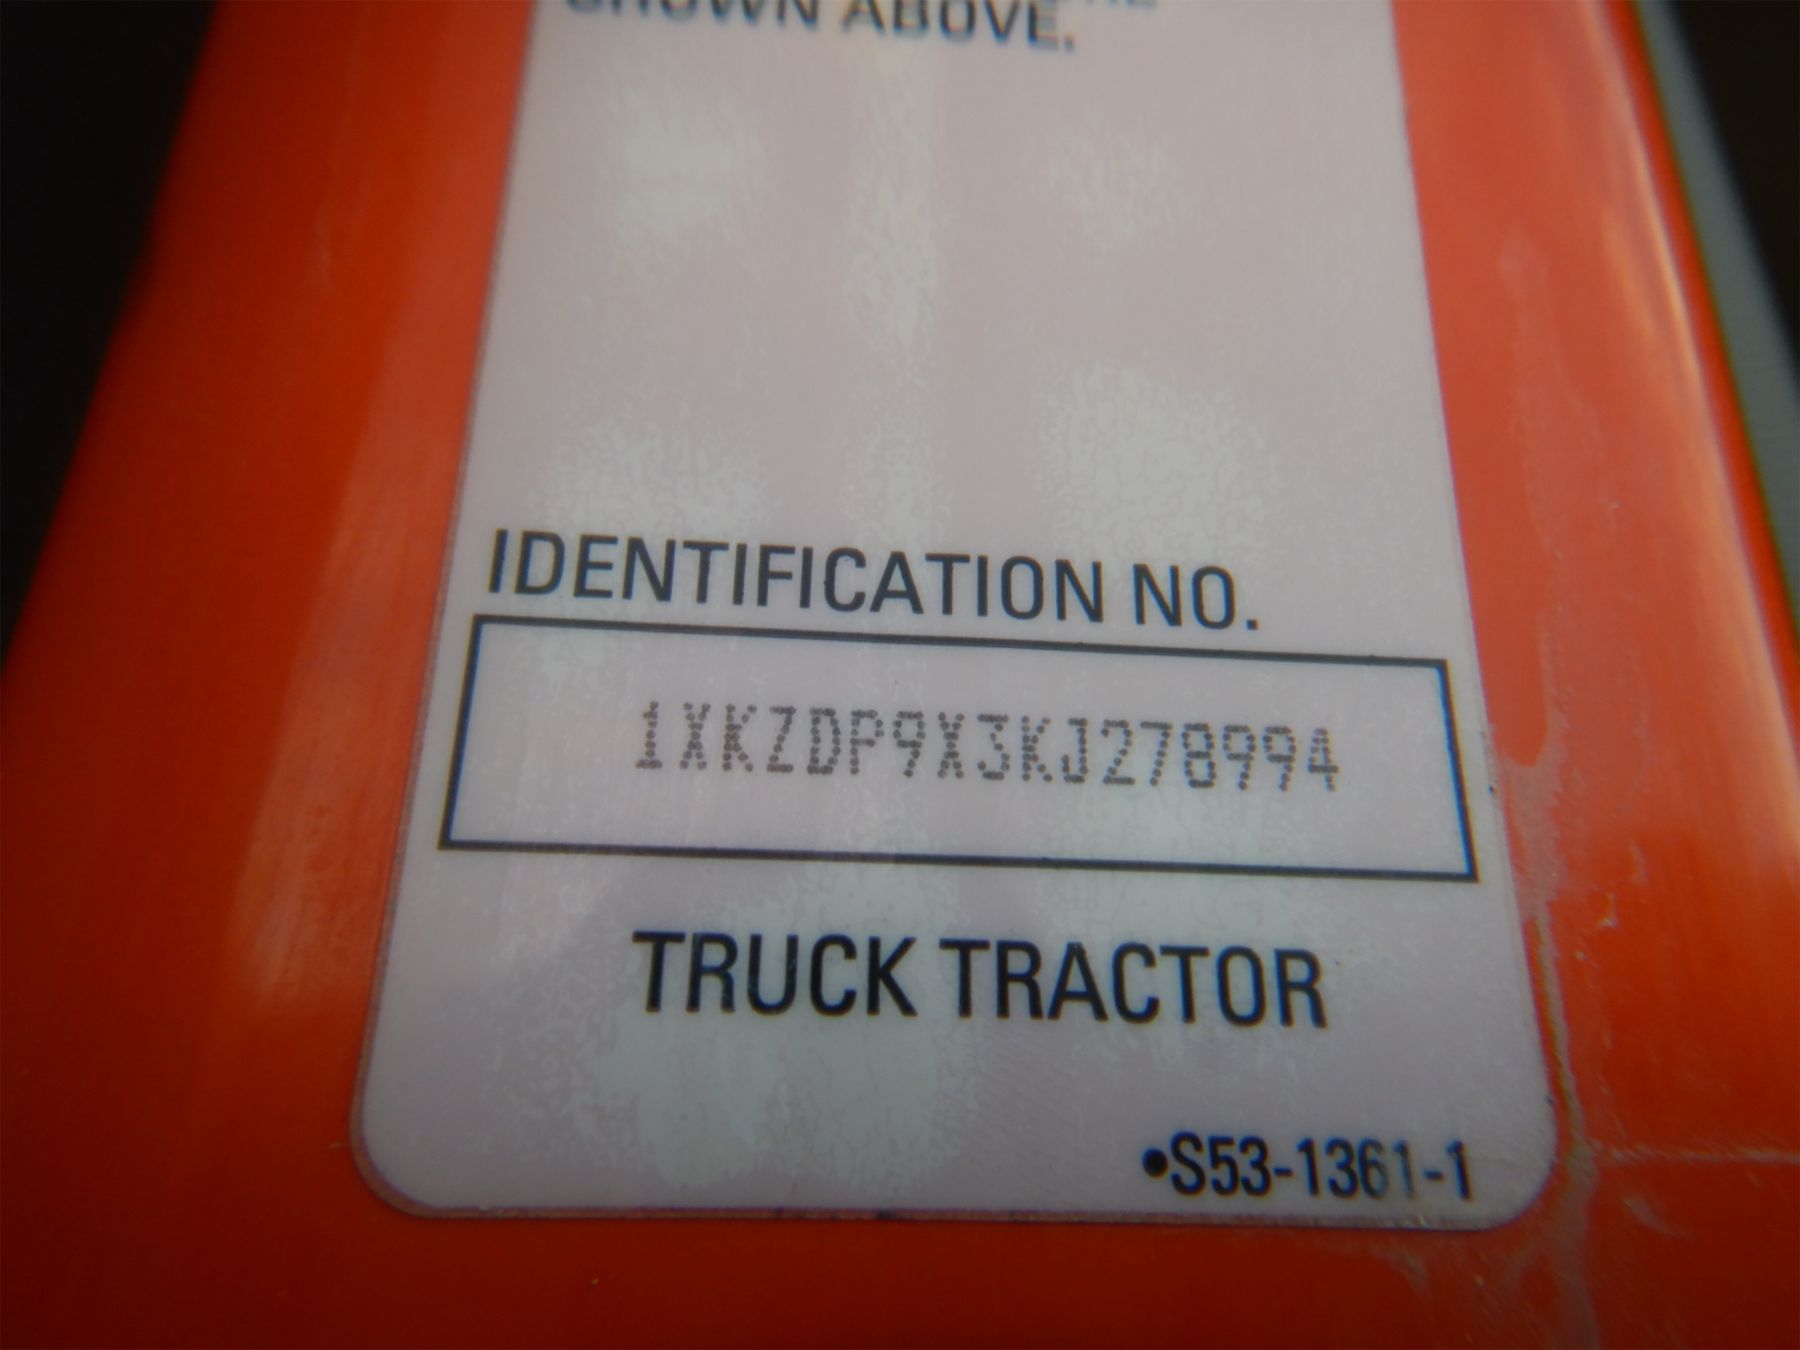 SHOWN ABOVE.
IDENTIFICATION NO.
1XKZDP9X3KJ278994
TRUCK TRACTOR
•S53-1361-1